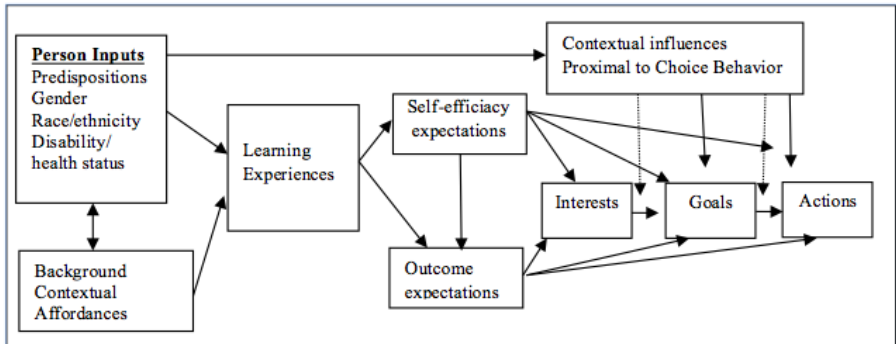 Person Inputs
Predispositions
Gender
Race/ethnicity
Disability/
health status
Contextual influences
Proximal to Choice Behavior
Self-efficiacy
expectations
Learning
Experiences
Interests
Goals
Actions
Background
Contextual
Affordances
Outcome
expectations